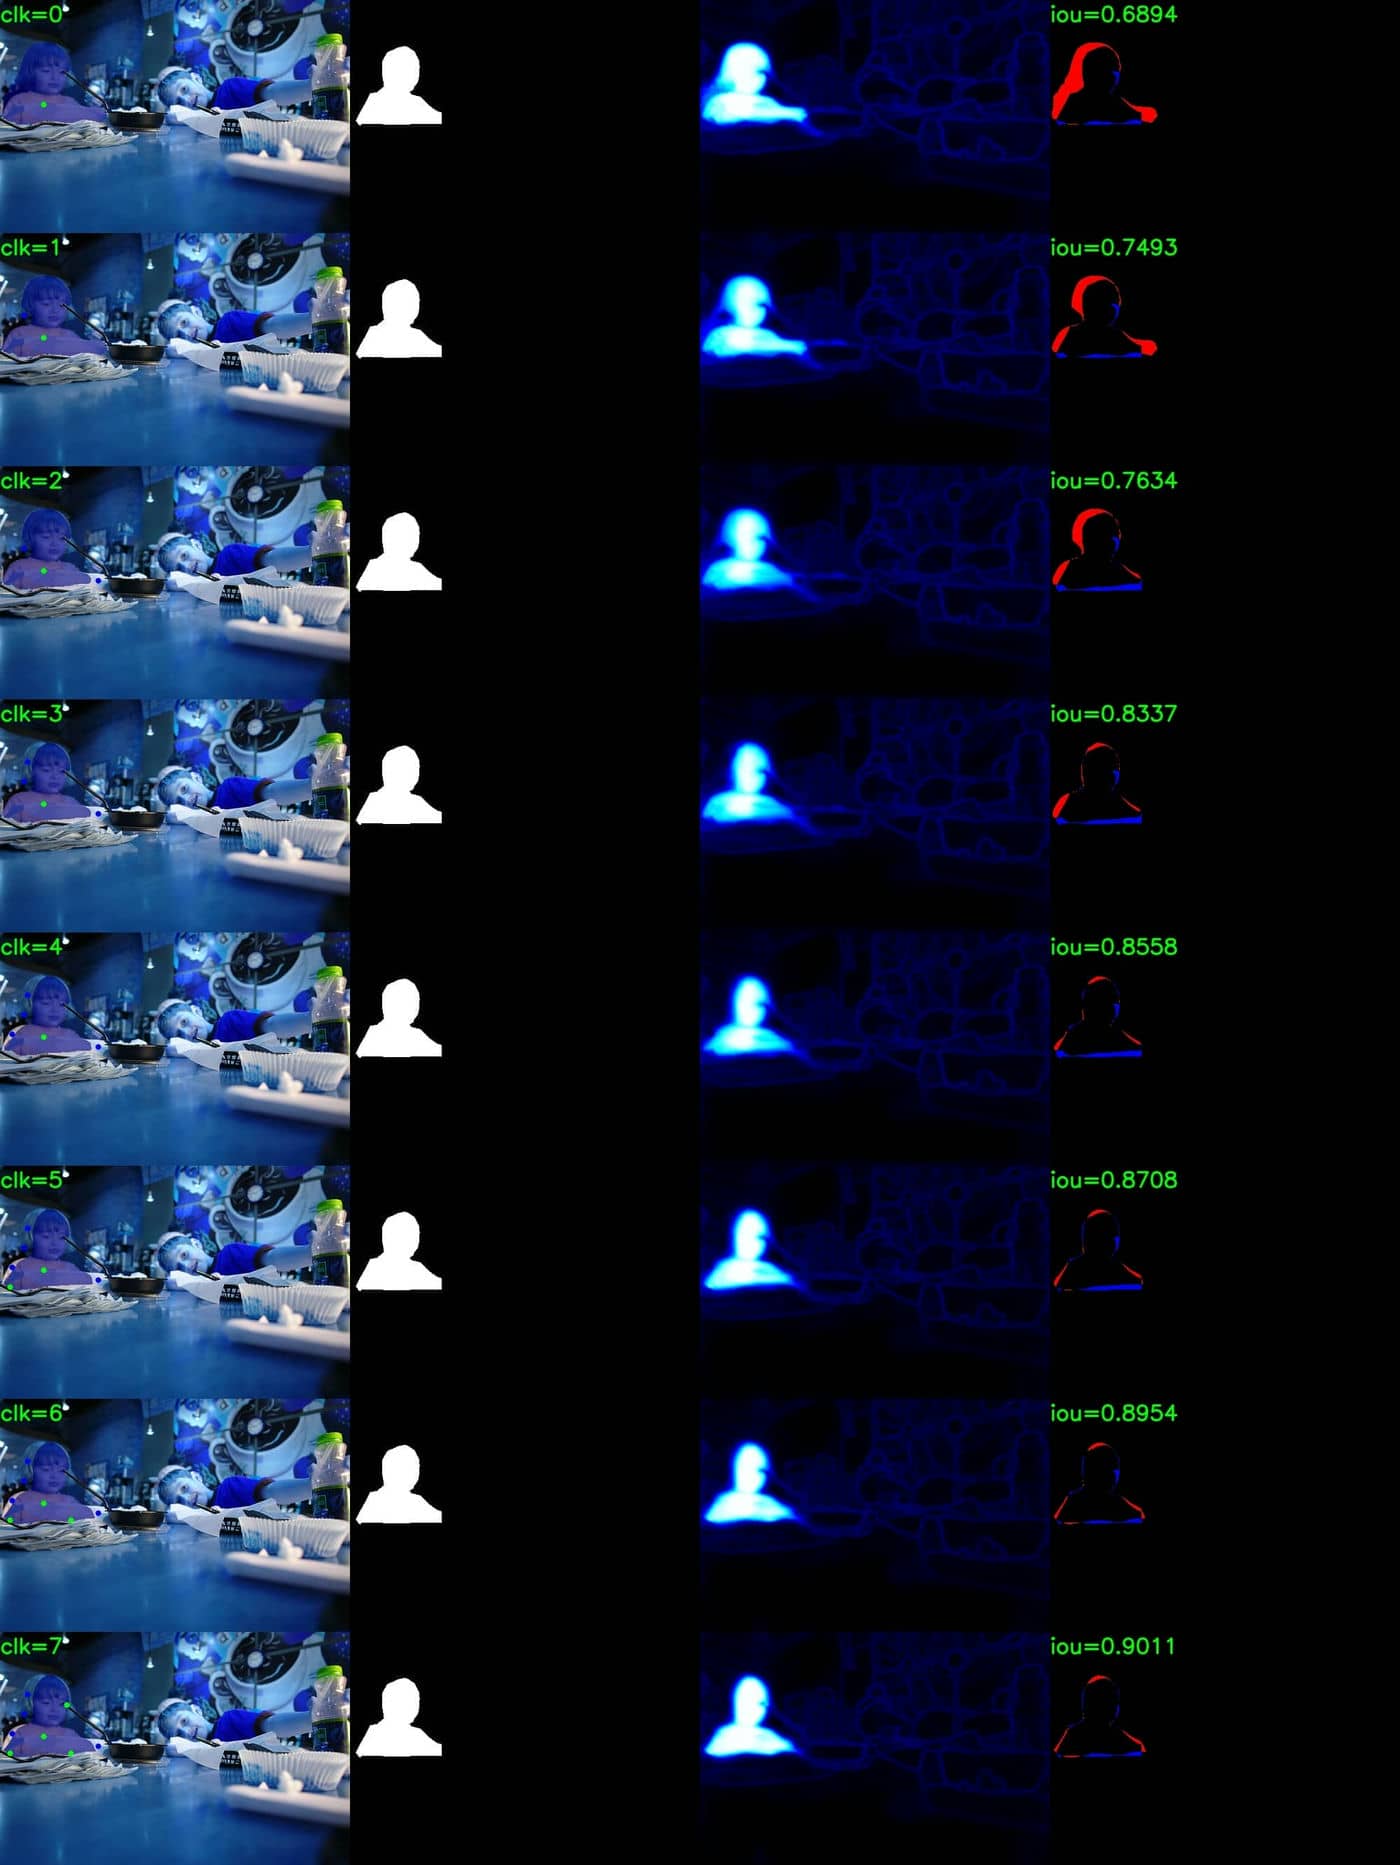 clk=0 iou=0.6894
clk=1 iou=0.7493
clk=2 iou=0.7634
clk=3 iou=0.8337
clk=4 iou=0.8558
clk=5 iou=0.8708
clk=6 iou=0.8954
clk=7 iou=0.9011